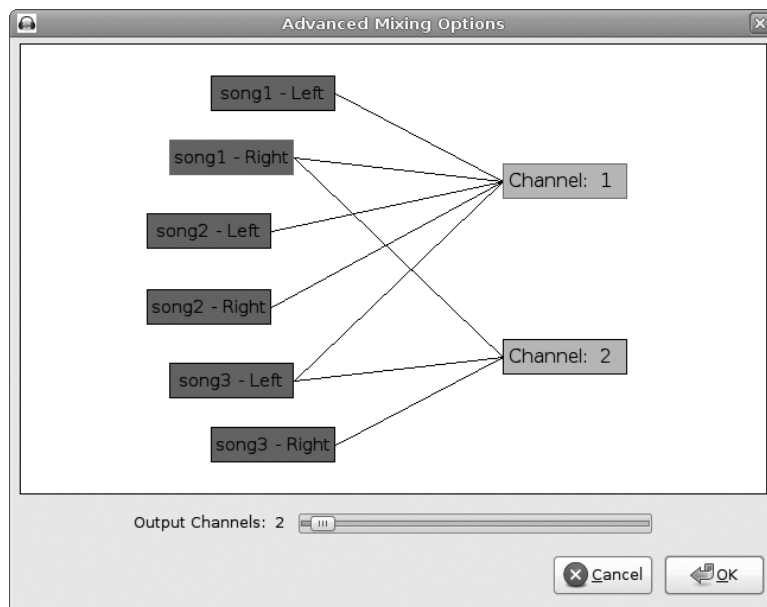 Advanced Mixing Options
song1 - Left
song1 - Right
Channel:  1
song2 - Left
song2 - Right
Channel:  2
song3 - Left
song3 - Right
Output Channels:  2
Cancel
OK